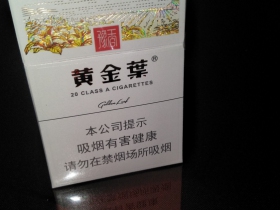 黄金葉®
20 CLASS A CIGARETTES
Golden Leaf
本公司提示
吸烟有害健康
请勿在禁烟场所吸烟